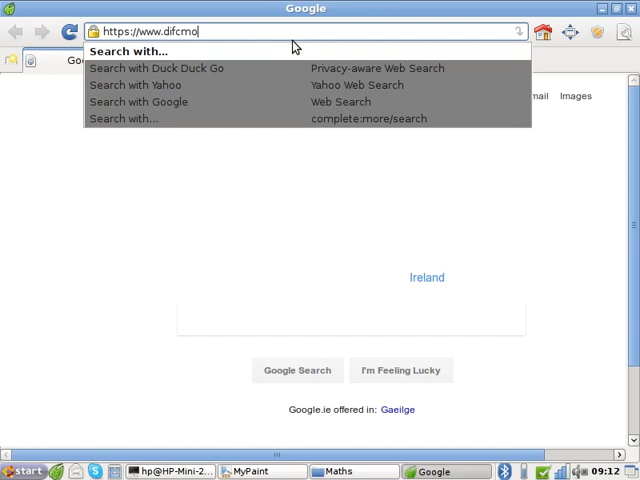 Google
https://www.difcmo
Search with...
Search with Duck Duck Go Privacy-aware Web Search
Search with Yahoo Yahoo Web Search
Search with Google Web Search
Search with... complete:more/search
Goo
mail Images
Ireland
Google Search I'm Feeling Lucky
Google.ie offered in: Gaeilge
start hp@HP-Mini-2... MyPaint Maths Google 09:12